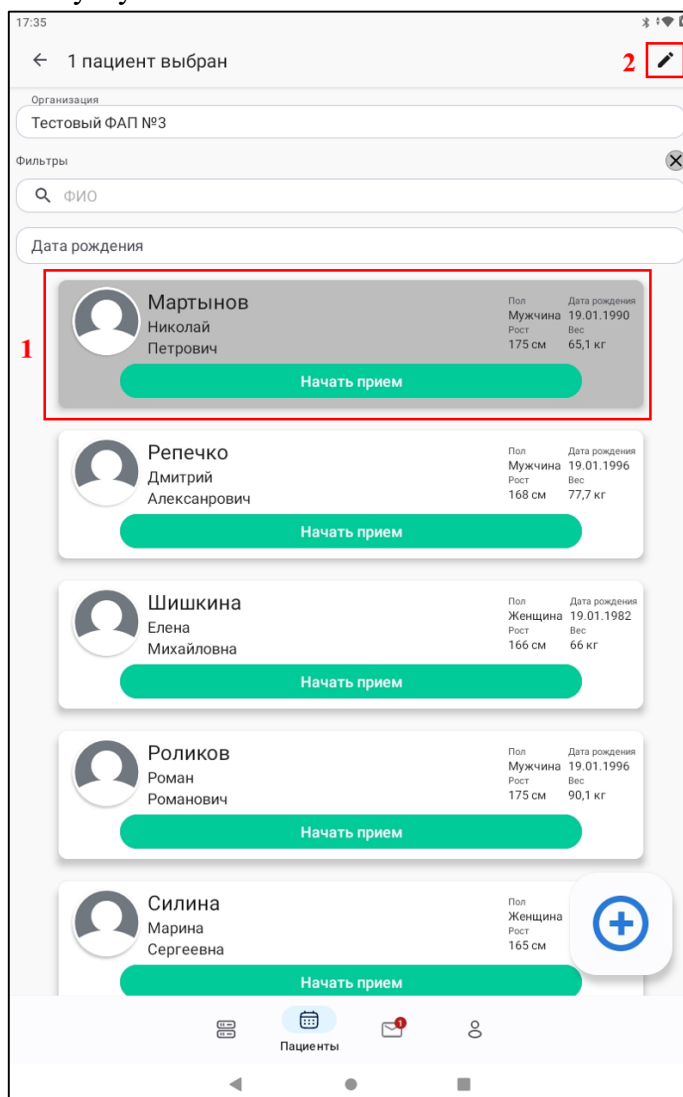 17:35
1 пациент выбран
2
Организация
Тестовый ФАП №3
Фильтры
ФИО
Дата рождения
1
Мартынов
Николай
Петрович
Пол Дата рождения
Мужчина 19.01.1990
Рост Вес
175 см 65,1 кг
Начать прием
Репечко
Дмитрий
Алексанрович
Пол Дата рождения
Мужчина 19.01.1996
Рост Вес
168 см 77,7 кг
Начать прием
Шишкина
Елена
Михайловна
Пол Дата рождения
Женщина 19.01.1982
Рост Вес
166 см 66 кг
Начать прием
Роликов
Роман
Романович
Пол Дата рождения
Мужчина 19.01.1996
Рост Вес
175 см 90,1 кг
Начать прием
Силина
Марина
Сергеевна
Пол
Женщина
Рост
165 см
Начать прием
1
Пациенты